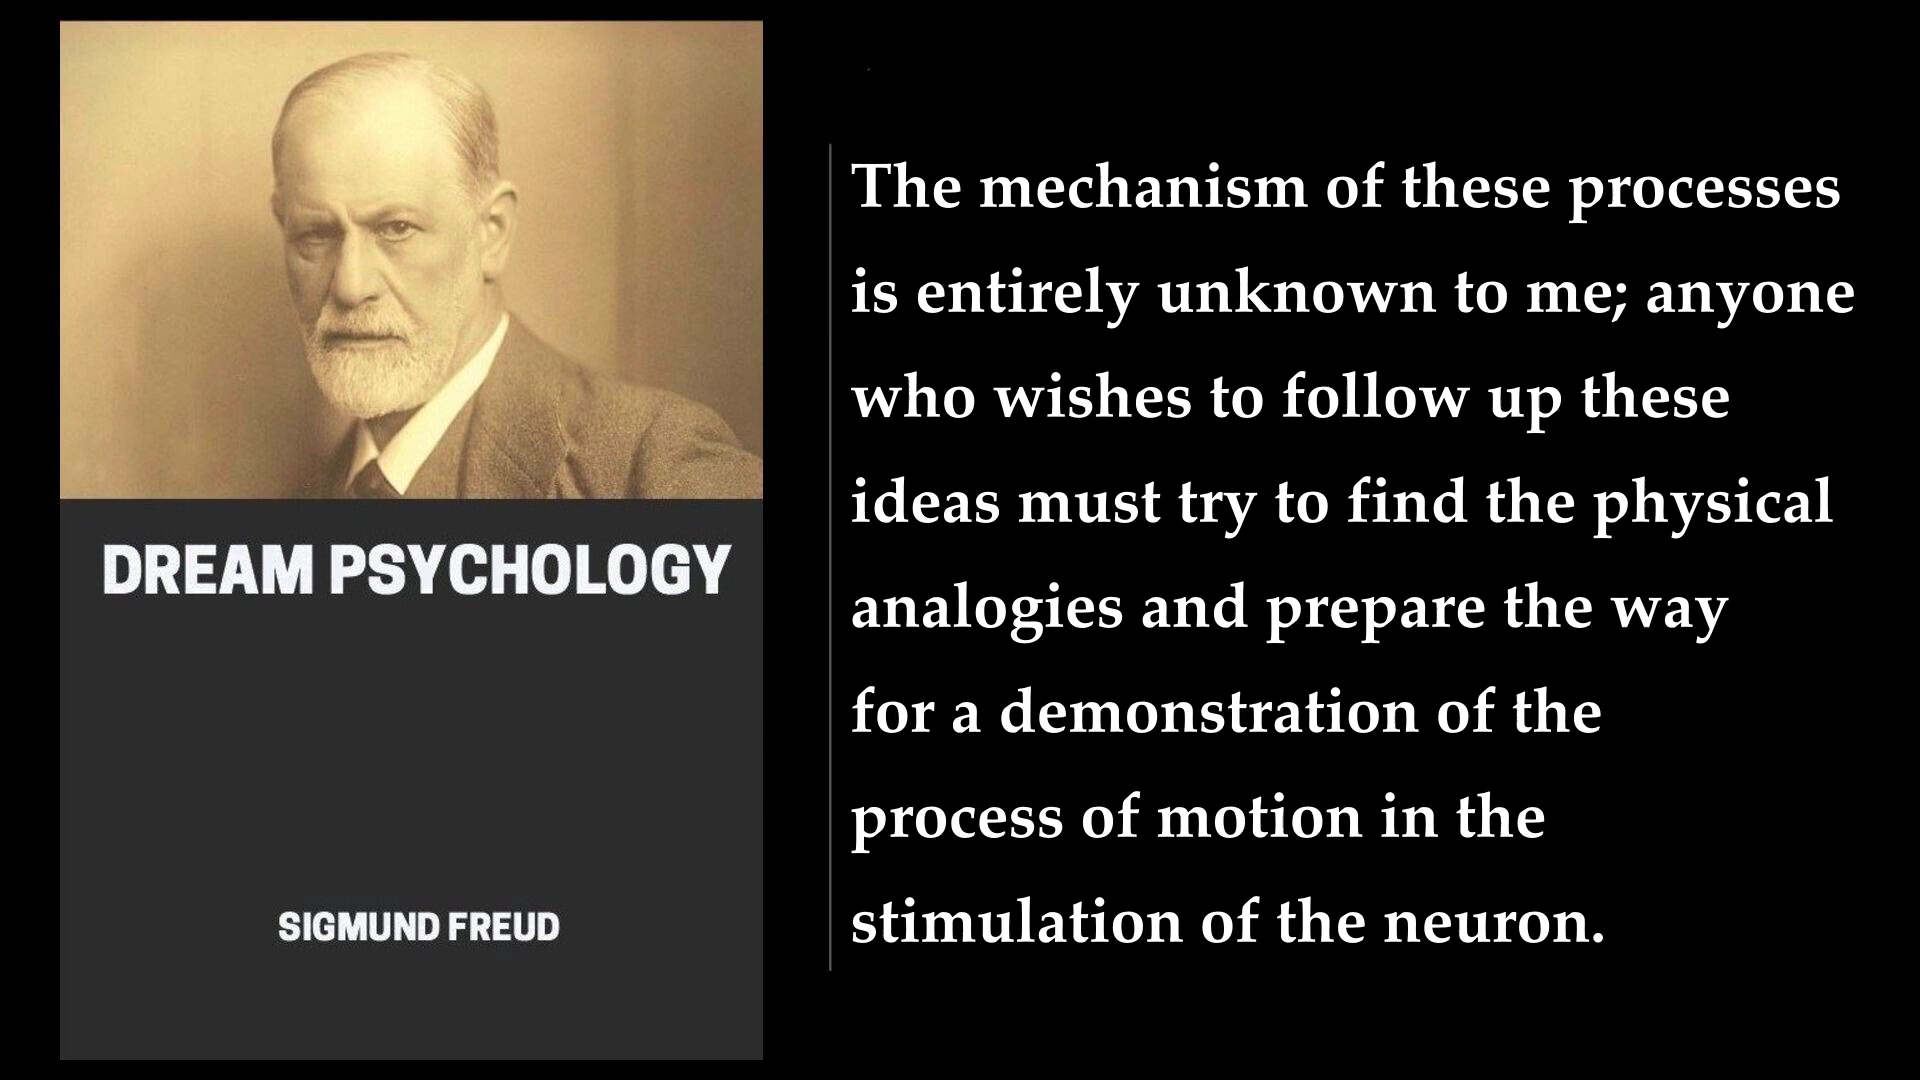 DREAM PSYCHOLOGY
SIGMUND FREUD
The mechanism of these processes
is entirely unknown to me; anyone
who wishes to follow up these
ideas must try to find the physical
analogies and prepare the way
for a demonstration of the
process of motion in the
stimulation of the neuron.